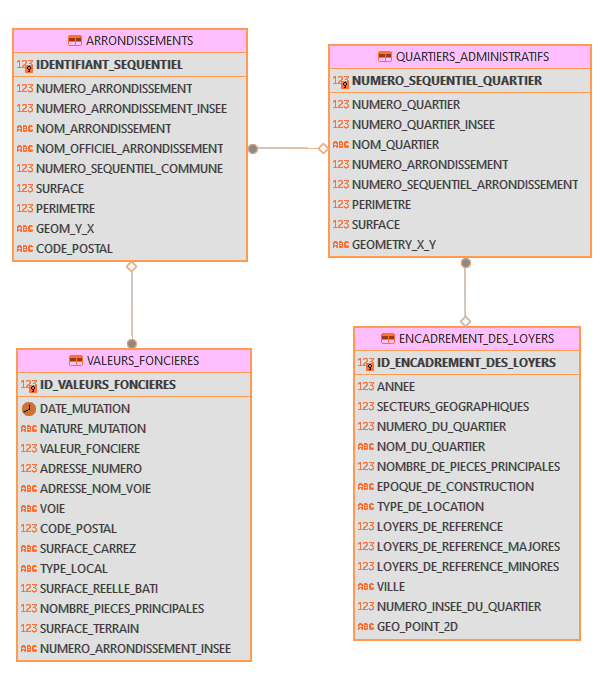 ARRONDISSEMENTS
123 IDENTIFIANT_SEQUENTIEL
123 NUMERO_ARRONDISSEMENT
123 NUMERO_ARRONDISSEMENT_INSEE
ABC NOM_ARRONDISSEMENT
ABC NOM_OFFICIEL_ARRONDISSEMENT
123 NUMERO_SEQUENTIEL_COMMUNE
123 SURFACE
123 PERIMETRE
ABC GEOM_Y_X
ABC CODE_POSTAL
QUARTIERS_ADMINISTRATIFS
123 NUMERO_SEQUENTIEL_QUARTIER
123 NUMERO_QUARTIER
123 NUMERO_QUARTIER_INSEE
ABC NOM_QUARTIER
123 NUMERO_ARRONDISSEMENT
123 NUMERO_SEQUENTIEL_ARRONDISSEMENT
123 PERIMETRE
123 SURFACE
ABC GEOMETRY_X_Y
VALEURS_FONCIERES
123 ID_VALEURS_FONCIERES
DATE_MUTATION
ABC NATURE_MUTATION
123 VALEUR_FONCIERE
123 ADRESSE_NUMERO
ABC ADRESSE_NOM_VOIE
ABC VOIE
123 CODE_POSTAL
ABC SURFACE_CARREZ
ABC TYPE_LOCAL
123 SURFACE_REELLE_BATI
123 NOMBRE_PIECES_PRINCIPALES
123 SURFACE_TERRAIN
ABC NUMERO_ARRONDISSEMENT_INSEE
ENCADREMENT_DES_LOYERS
123 ID_ENCADREMENT_DES_LOYERS
123 ANNEE
123 SECTEURS_GEOGRAPHIQUES
123 NUMERO_DU_QUARTIER
ABC NOM_DU_QUARTIER
123 NOMBRE_DE_PIECES_PRINCIPALES
ABC EPOQUE_DE_CONSTRUCTION
ABC TYPE_DE_LOCATION
123 LOYERS_DE_REFERENCE
123 LOYERS_DE_REFERENCE_MAJORES
123 LOYERS_DE_REFERENCE_MINORES
ABC VILLE
123 NUMERO_INSEE_DU_QUARTIER
ABC GEO_POINT_2D